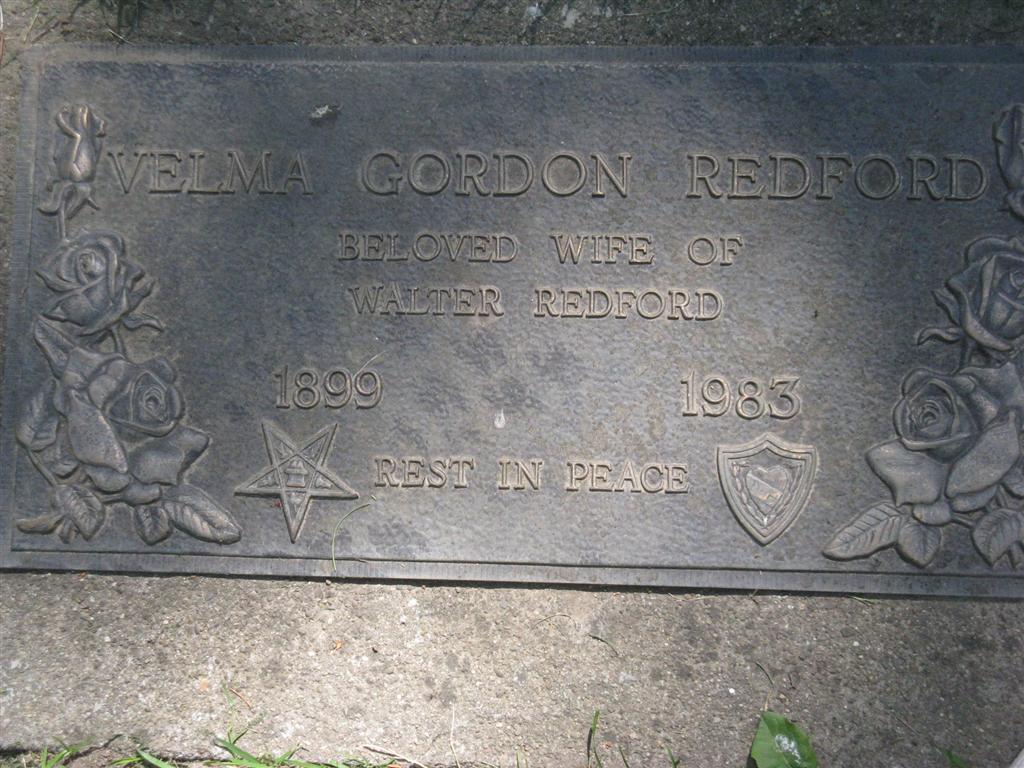 VELMA GORDON REDFORD
BELOVED WIFE OF
WALTER REDFORD
1899 1983
REST IN PEACE